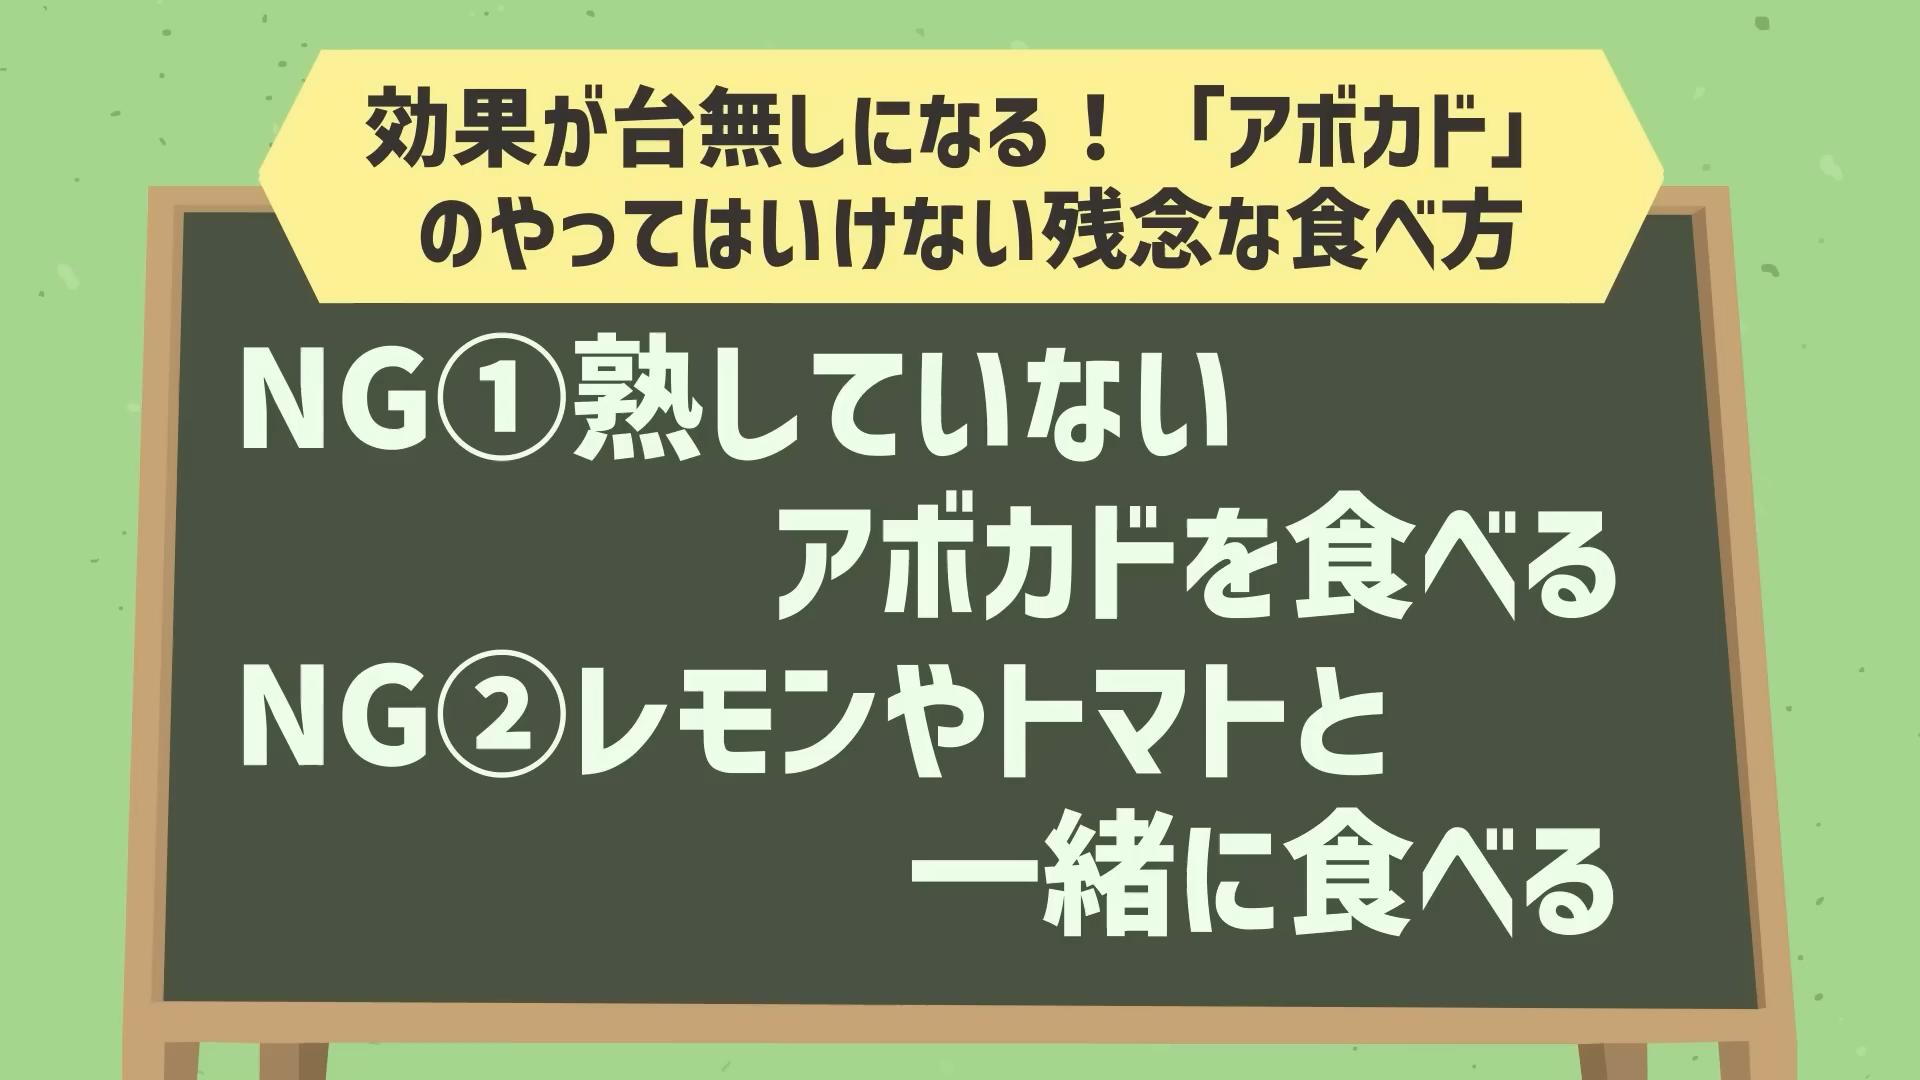 効果が台無しになる！「アボカド」
のやってはいけない残念な食べ方
NG①熟していない
アボカドを食べる
NG②レモンやトマトと
一緒に食べる